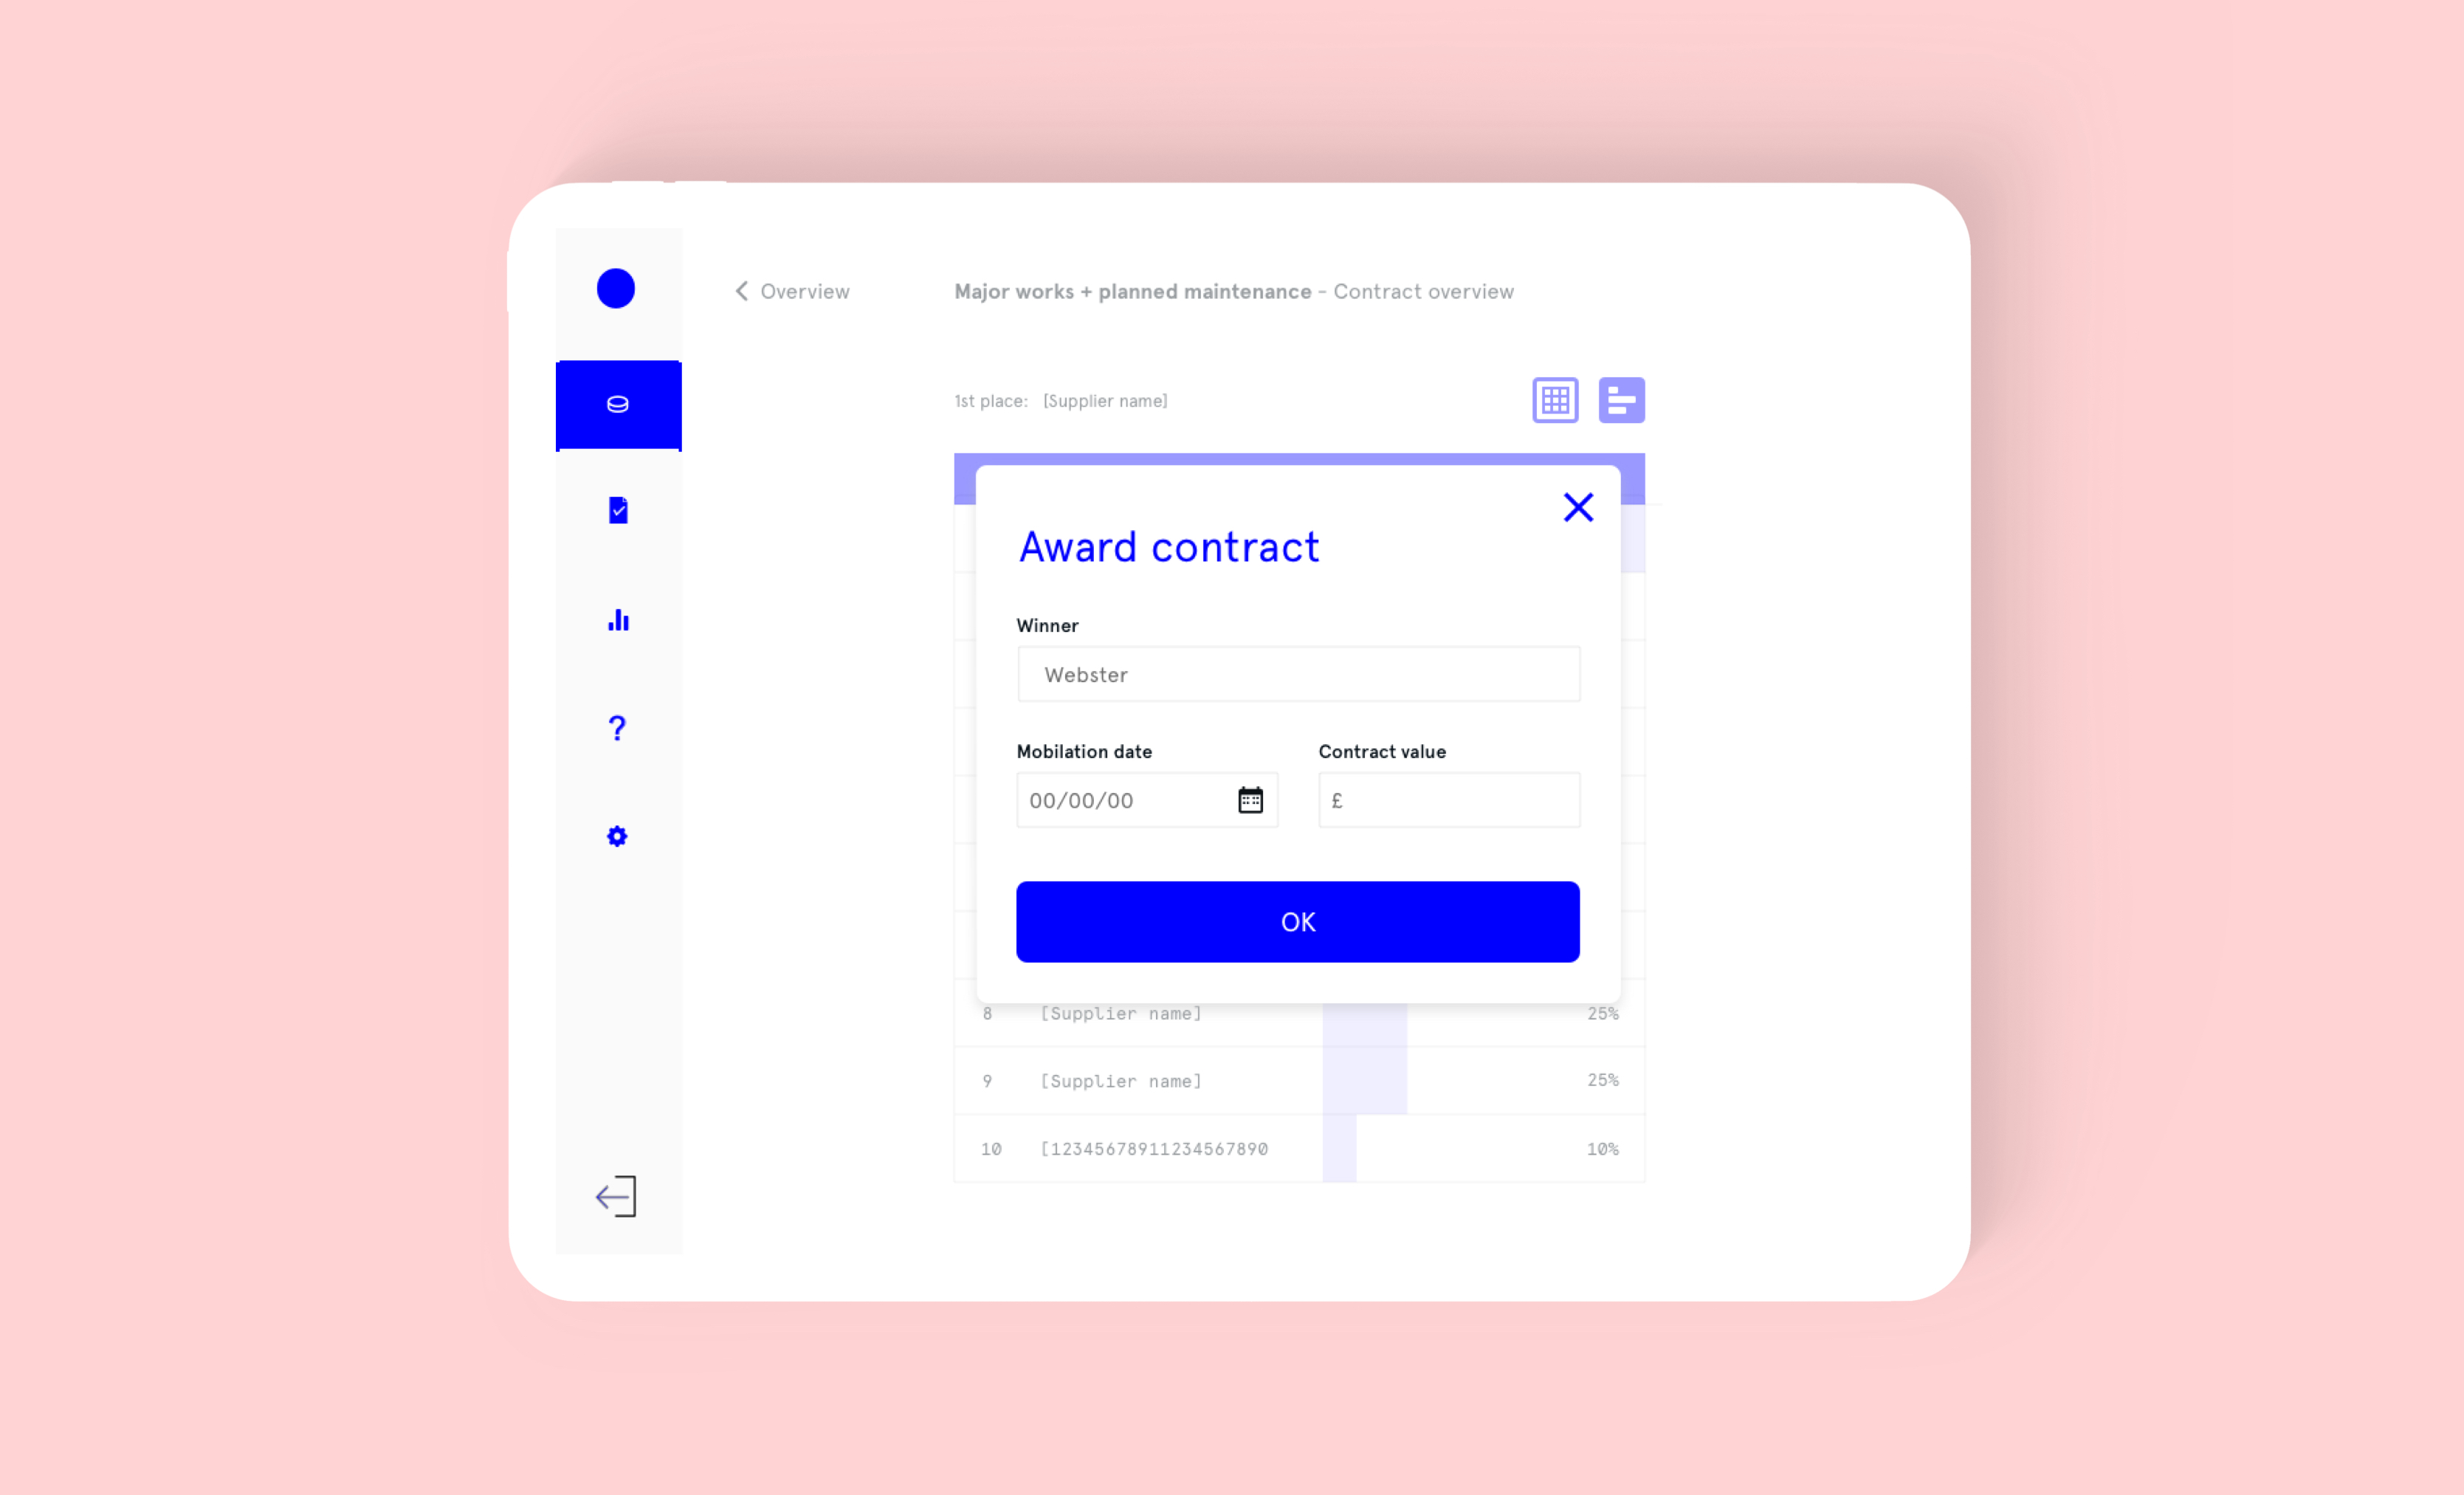 Overview
Major works + planned maintenance - Contract overview
1st place: [Supplier name]
Award contract
Winner
Webster
Mobilation date
Contract value
00/00/00
£
OK
8 [Supplier name] 25%
9 [Supplier name] 25%
10 [12345678911234567890 10%